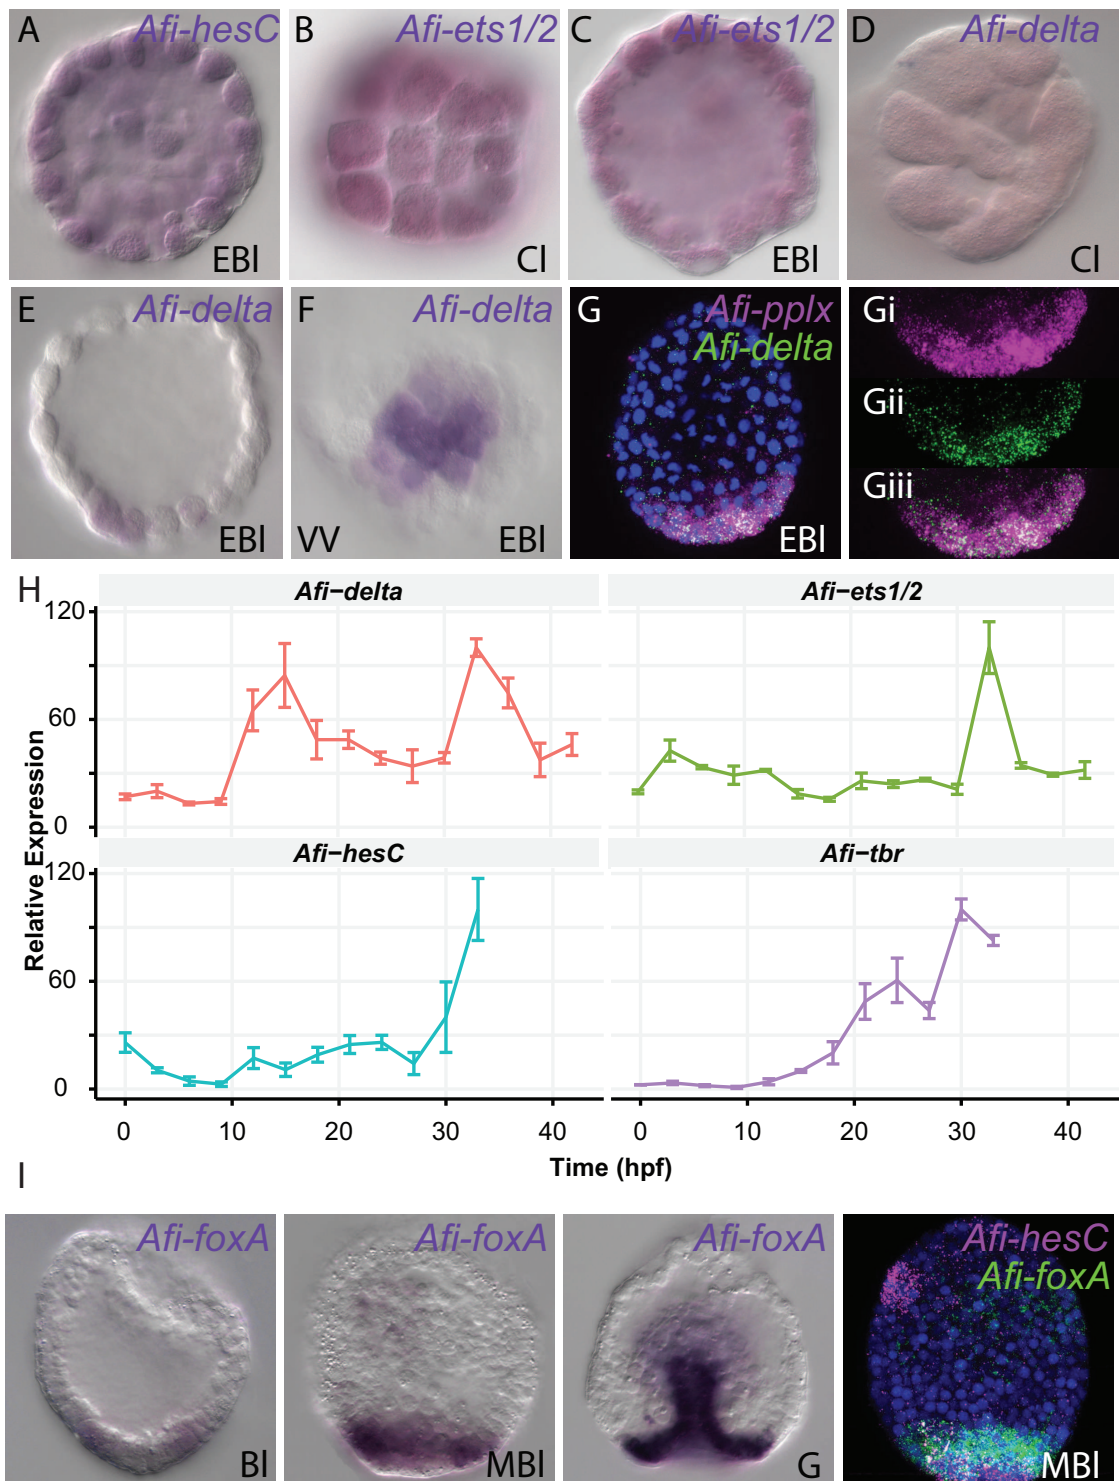 A Afi-hesC
EBl
B Afi-ets1/2
Cl
C Afi-ets1/2
EBl
D Afi-delta
Cl
E Afi-delta
EBl
F Afi-delta
VV EBl
G Afi-pplx
Afi-delta
EBl
Gi
Gii
Giii
H
Afi−delta
Afi−ets1/2
120
60
0
Afi−hesC
Afi−tbr
120
60
0
Relative Expression
0 10 20 30 40
0 10 20 30 40
Time (hpf)
I
Afi-foxA
Bl
Afi-foxA
MBl
Afi-foxA
G
Afi-hesC
Afi-foxA
MBl